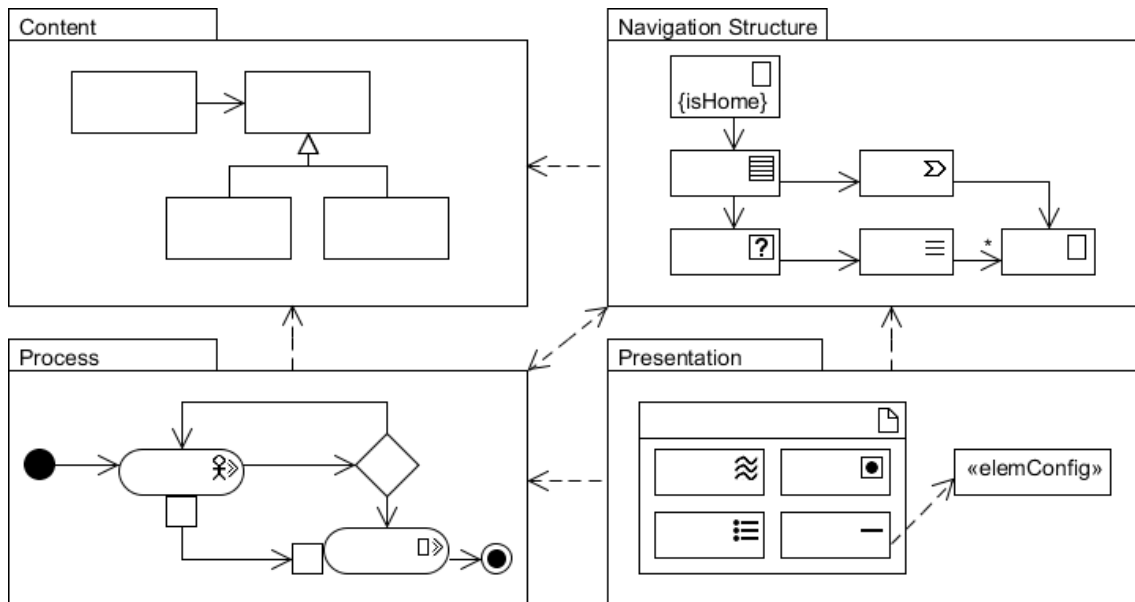 Content
Navigation Structure
{isHome}
?
*
Process
Presentation
«elemConfig»